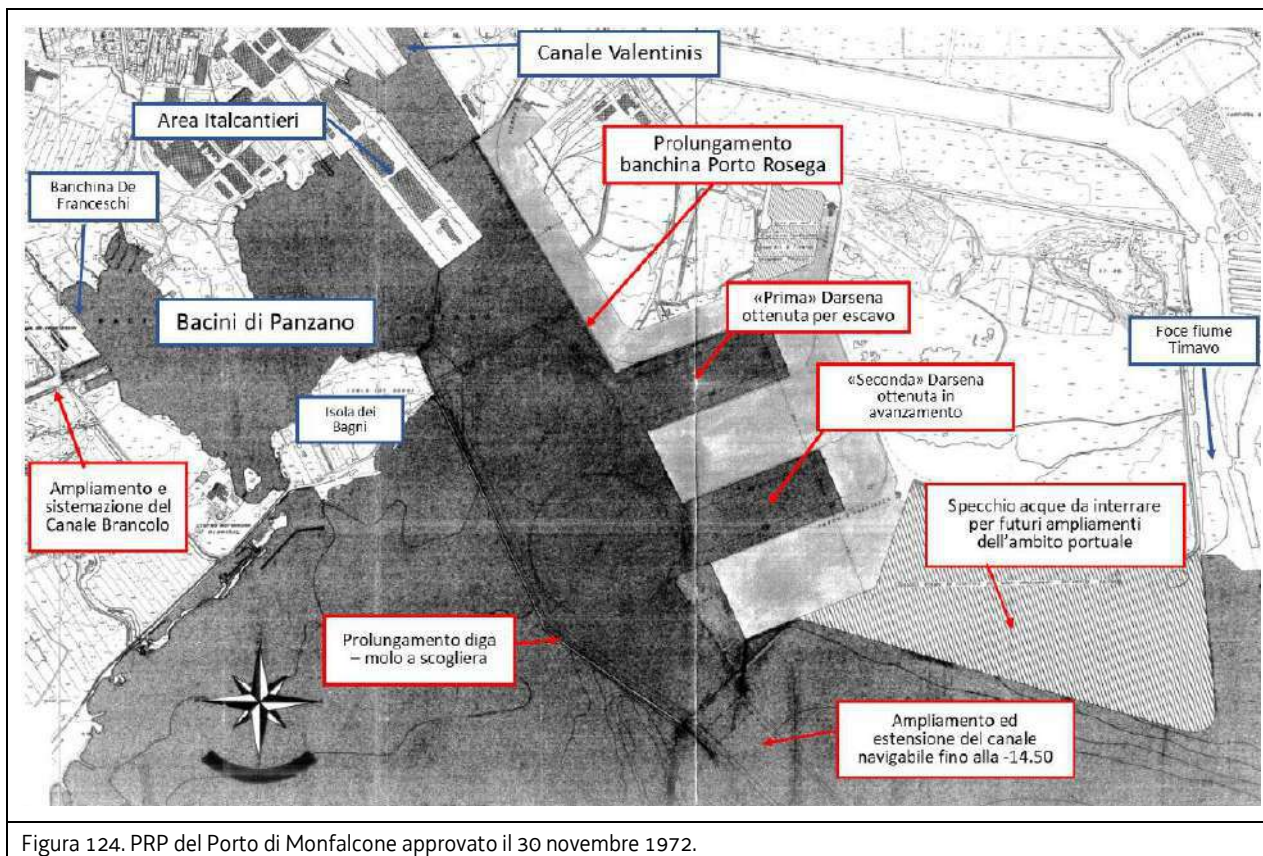 Canale Valentinis
Area Italcantieri
Prolungamento
banchina Porto Rosega
Banchina De
Franceschi
«Prima» Darsena
ottenuta per escavo
Bacini di Panzano
Foce fiume
Timavo
«Seconda» Darsena
ottenuta in
avanzamento
Isola dei
Bagni
Ampliamento e
sistemazione del
Canale Brancolo
Specchio acque da interrare
per futuri ampliamenti
dell'ambito portuale
Prolungamento diga
– molo a scogliera
Ampliamento ed
estensione del canale
navigabile fino alla -14.50
Figura 124. PRP del Porto di Monfalcone approvato il 30 novembre 1972.